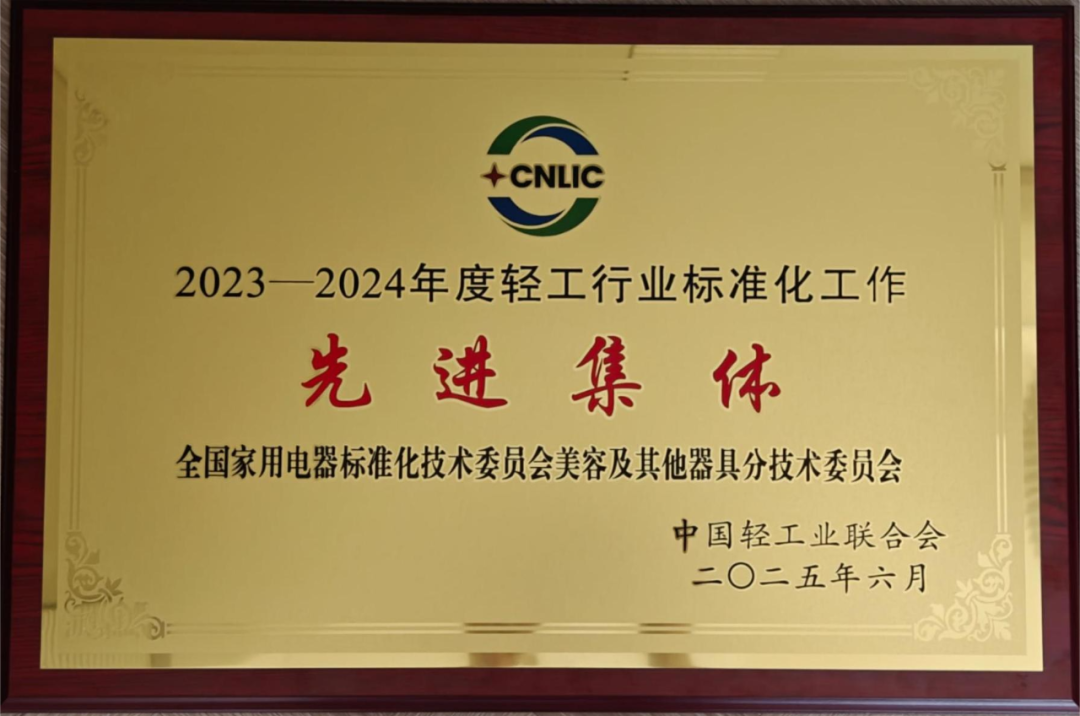 CNLIC
2023—2024年度轻工行业标准化工作
先进集体
全国家用电器标准化技术委员会美容及其他器具分技术委员会
中国轻工业联合会
二〇二五年六月